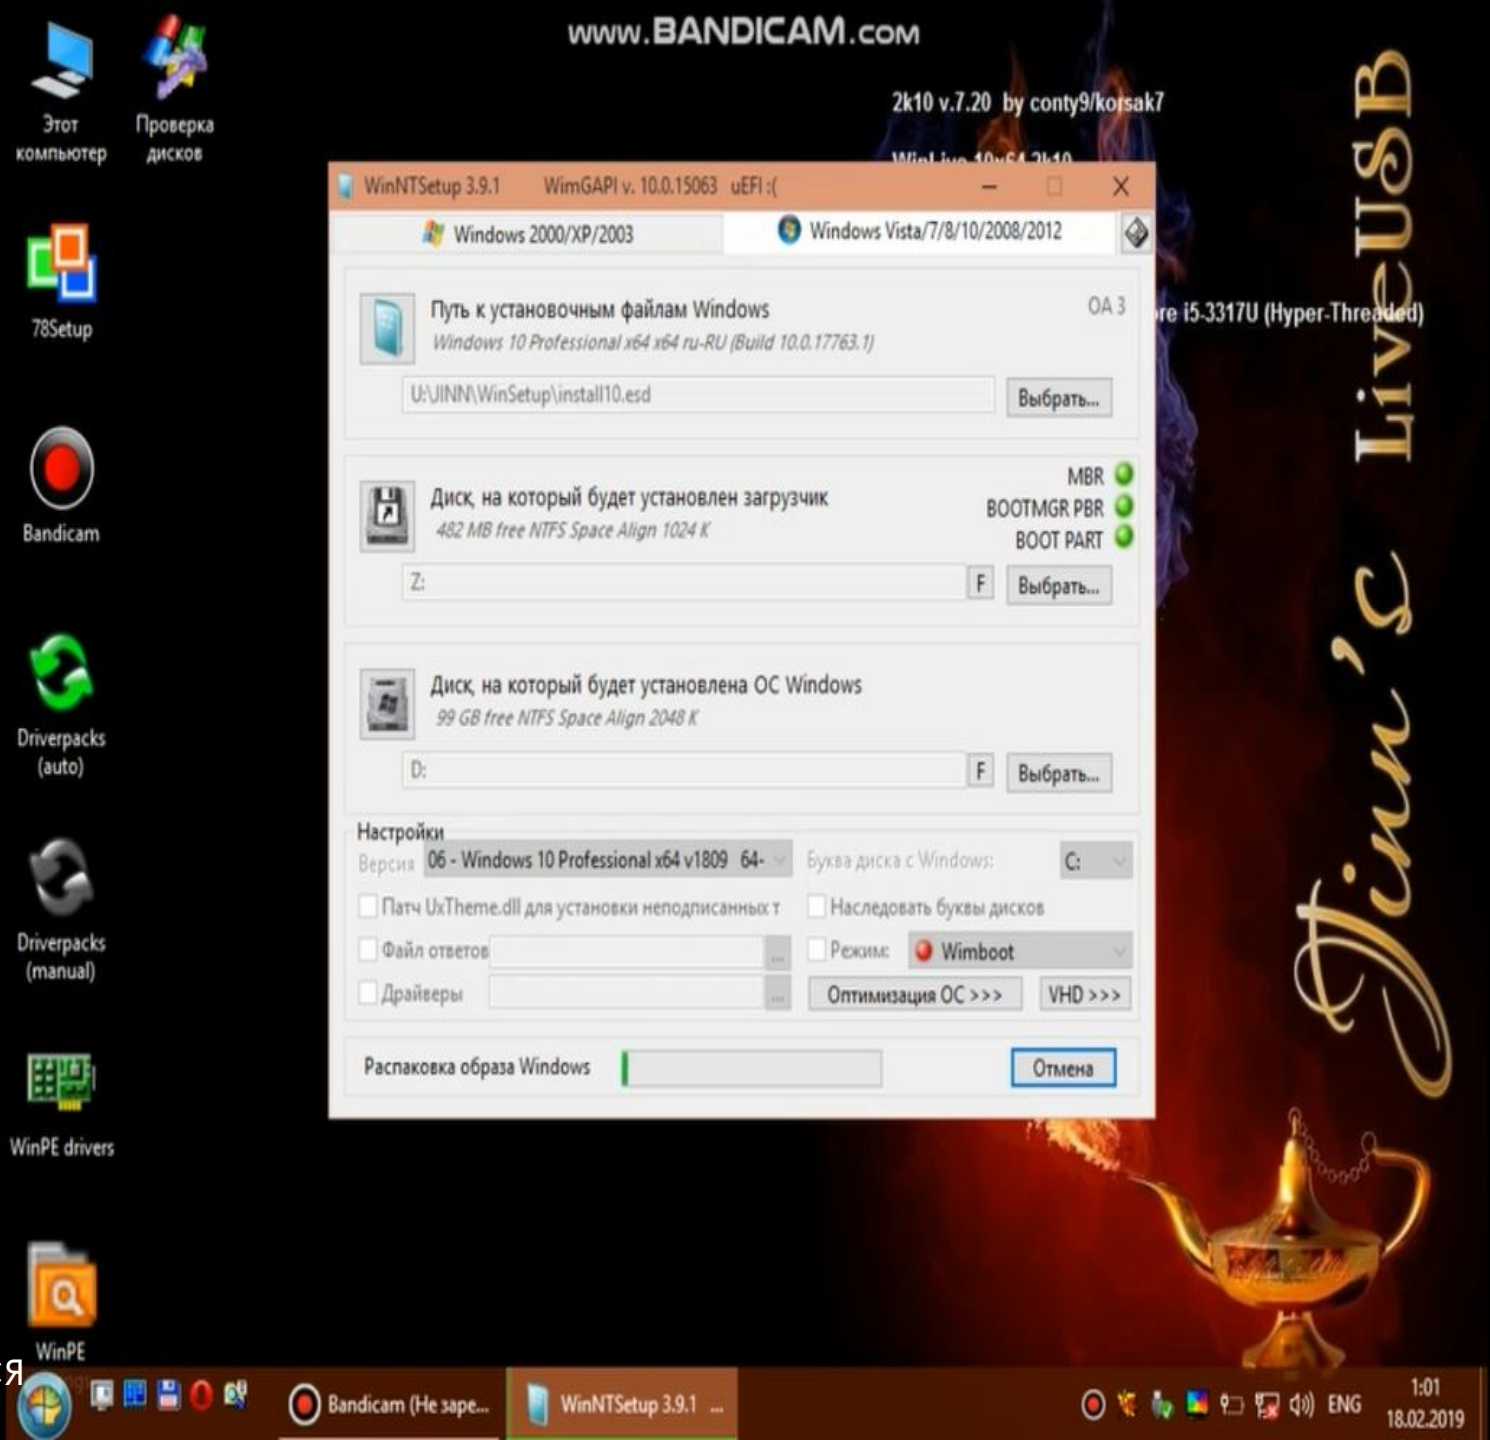 www.BANDICAM.com
Этот
компьютер
Проверка
дисков
2k10 v.7.20 by conty9/korsak7
WinLive 10x64 2k10
WinNTSetup 3.9.1 WimGAPI v. 10.0.15063 uEFI :(
Windows 2000/XP/2003
Windows Vista/7/8/10/2008/2012
78Setup
Путь к установочным файлам Windows
OA 3
Windows 10 Professional x64 x64 ru-RU (Build 10.0.17763.1)
re i5-3317U (Hyper-Threaded)
U:\JINN\WinSetup\install10.esd
Выбрать...
Bandicam
Диск, на который будет установлен загрузчик
482 MB free NTFS Space Align 1024 K
MBR
BOOTMGR PBR
BOOT PART
Z:
F
Выбрать...
Driverpacks
(auto)
Диск, на который будет установлена ОС Windows
99 GB free NTFS Space Align 2048 K
D:
F
Выбрать...
Настройки
Версия 06 - Windows 10 Professional x64 v1809 64-
Буква диска с Windows: C:
Патч UxTheme.dll для установки неподписанных т
Наследовать буквы дисков
Файл ответов ...
Режим: Wimboot
Драйверы ...
Оптимизация ОС >>>
VHD >>>
Driverpacks
(manual)
Распаковка образа Windows
Отмена
WinPE drivers
WinPE
Jinn's LiveUSB
ся
Bandicam (Не заре...
WinNTSetup 3.9.1 ...
ENG
1:01
18.02.2019